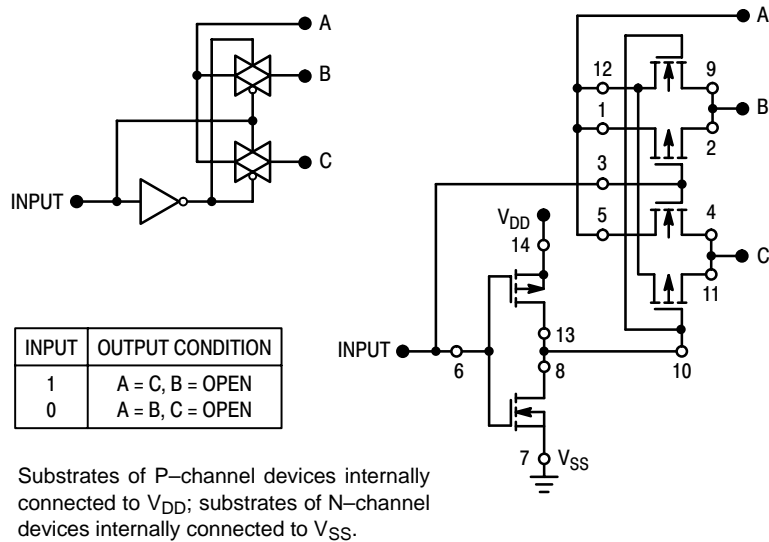 A
B
C
INPUT
A
12
9
B
1
2
3
5
4
C
11
VDD
14
13
INPUT
6
8
10
7
VSS
INPUT OUTPUT CONDITION
1 A = C, B = OPEN
0 A = B, C = OPEN
Substrates of P–channel devices internally
connected to VDD; substrates of N–channel
devices internally connected to VSS.